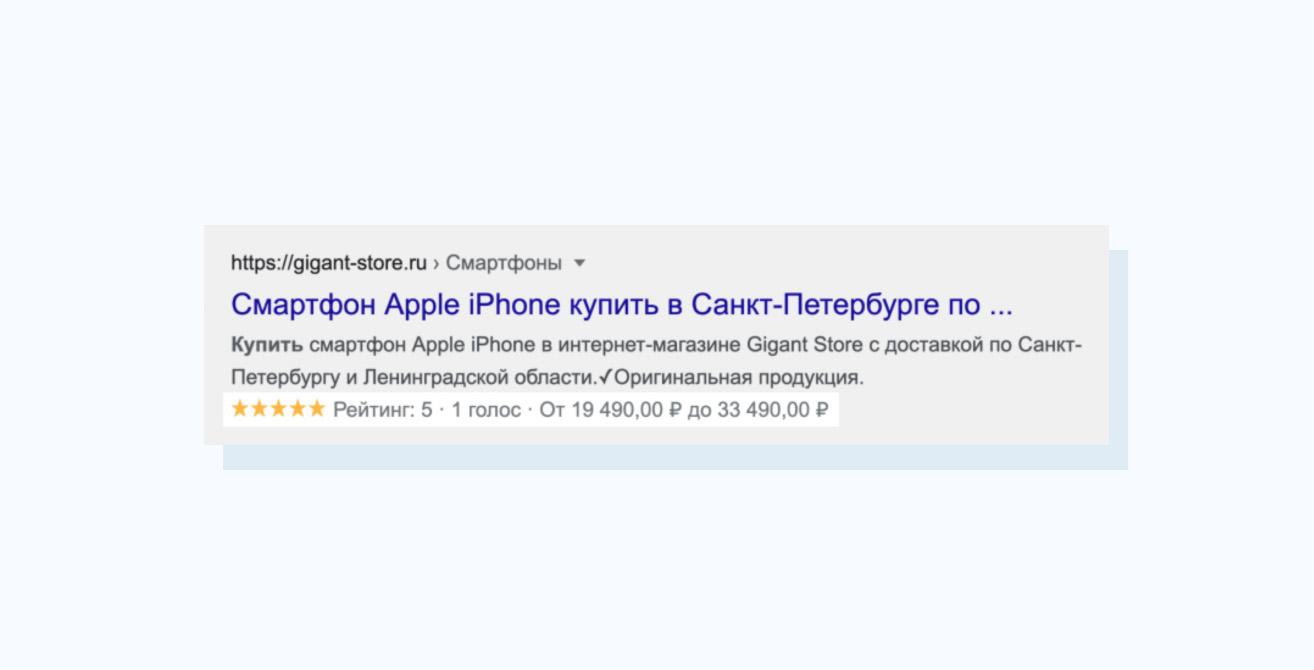 https://gigant-store.ru › Смартфоны
Смартфон Apple iPhone купить в Санкт-Петербурге по ...
Купить смартфон Apple iPhone в интернет-магазине Gigant Store с доставкой по Санкт-
Петербургу и Ленинградской области.✓Оригинальная продукция.
★★★★★ Рейтинг: 5 · 1 голос · От 19 490,00 ₽ до 33 490,00 ₽